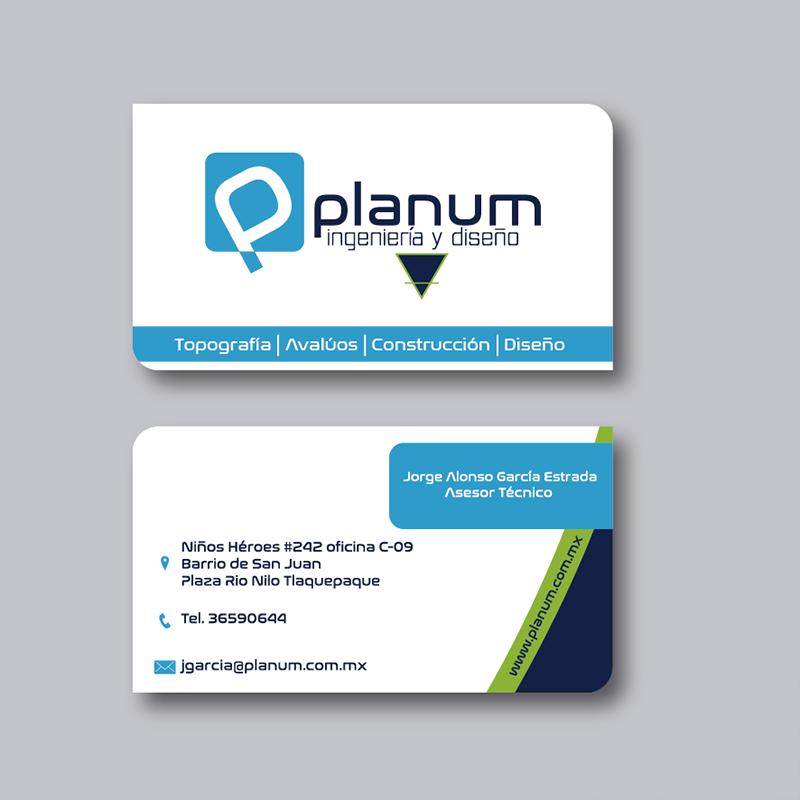 planum
ingeniería y diseño
Topografía | Avalúos | Construcción | Diseño
Jorge Alonso García Estrada
Asesor Técnico
Niños Héroes #242 oficina C-09
Barrio de San Juan
Plaza Rio Nilo Tlaquepaque
Tel. 36590644
jgarcia@planum.com.mx
www.planum.com.mx